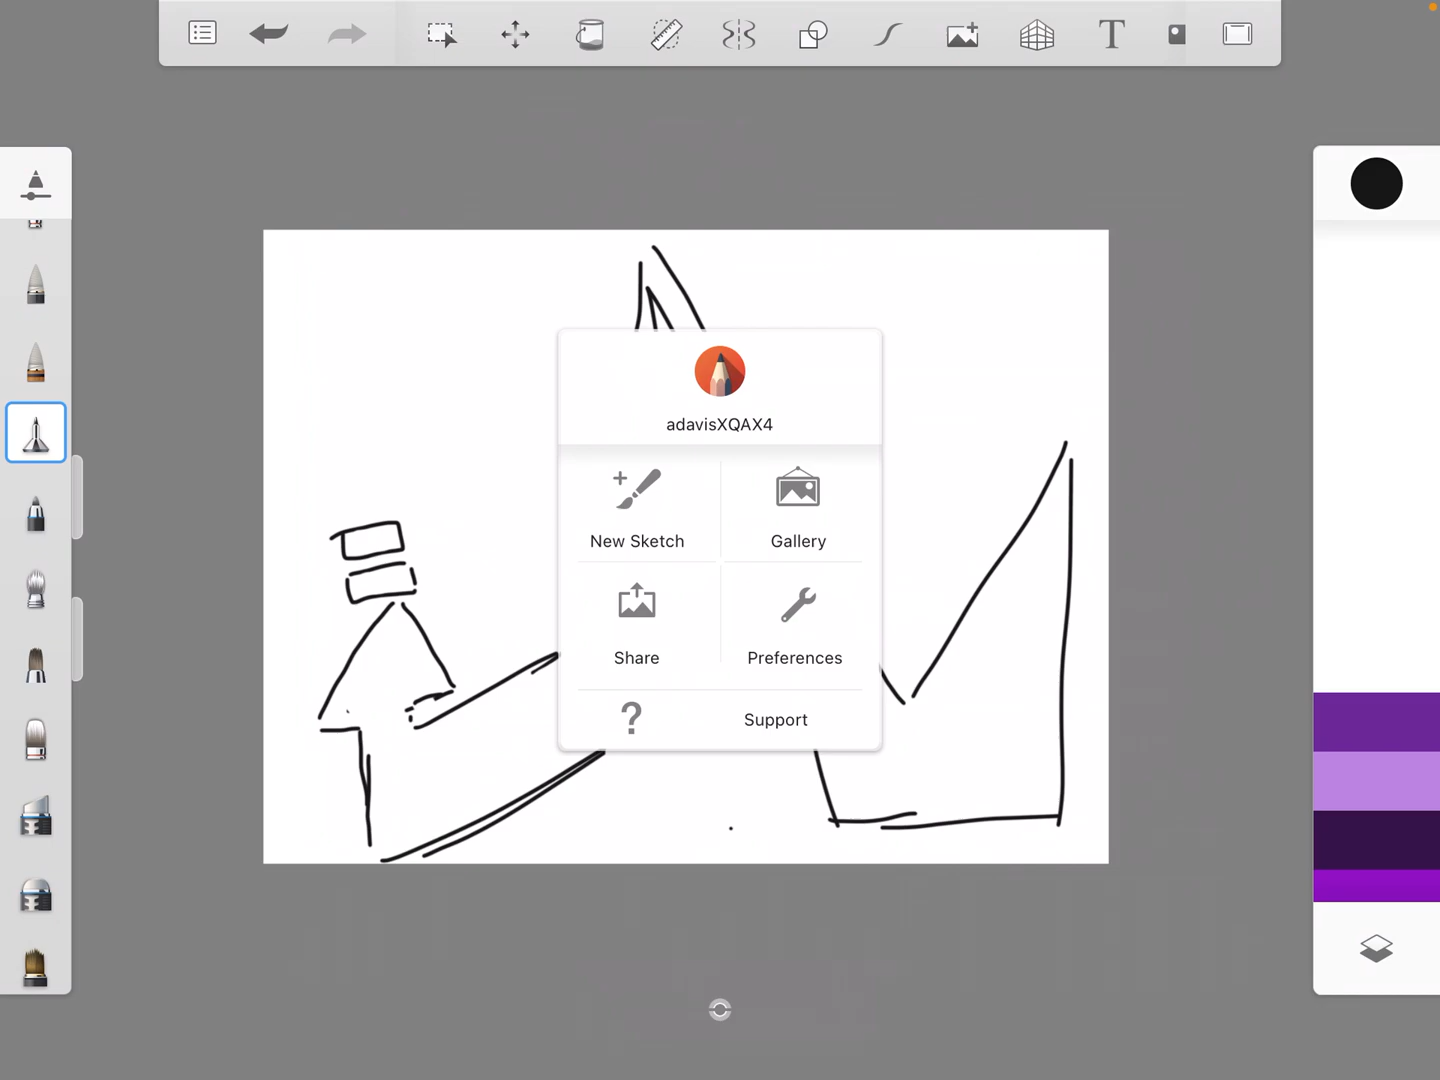 T
adavisXQAX4
New Sketch
Gallery
Share
Preferences
? Support